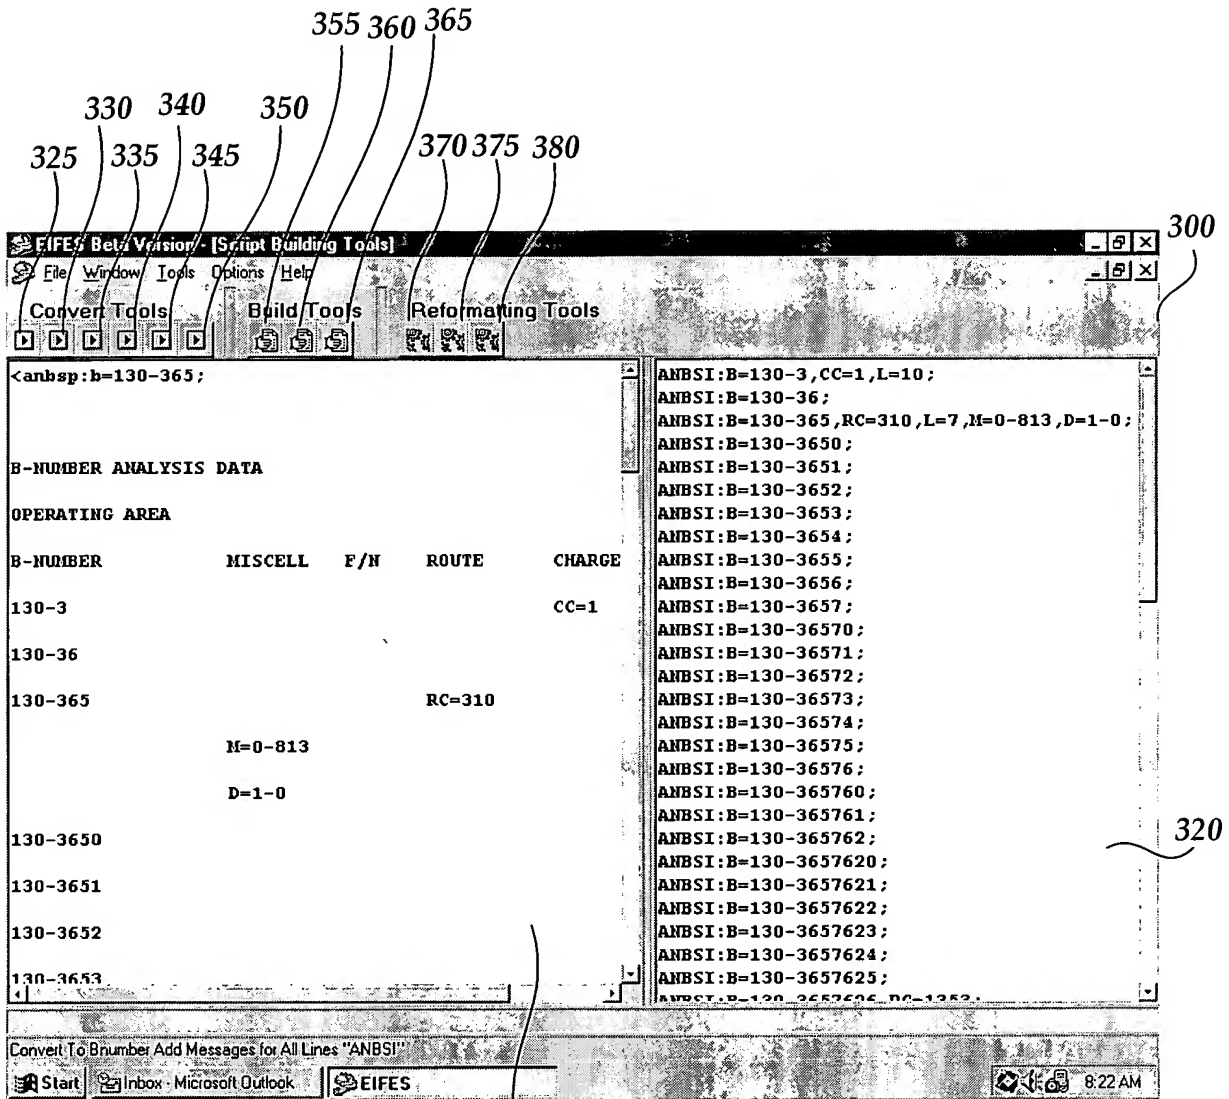 355 360 365
330 340 350
325 335 345 370 375 380
300
EIFES Beta Version - [Script Building Tools]
File Window Tools Options Help
Convert Tools Build Tools Reformatting Tools
<anbsp:b=130-365;
B-NUMBER ANALYSIS DATA
OPERATING AREA
B-NUMBER MISCELL F/N ROUTE CHARGE
130-3 CC=1
130-36
130-365 RC=310
M=0-813
D=1-0
130-3650
130-3651
130-3652
130-3653
ANBSI:B=130-3,CC=1,L=10;
ANBSI:B=130-36;
ANBSI:B=130-365,RC=310,L=7,M=0-813,D=1-0;
ANBSI:B=130-3650;
ANBSI:B=130-3651;
ANBSI:B=130-3652;
ANBSI:B=130-3653;
ANBSI:B=130-3654;
ANBSI:B=130-3655;
ANBSI:B=130-3656;
ANBSI:B=130-3657;
ANBSI:B=130-36570;
ANBSI:B=130-36571;
ANBSI:B=130-36572;
ANBSI:B=130-36573;
ANBSI:B=130-36574;
ANBSI:B=130-36575;
ANBSI:B=130-36576;
ANBSI:B=130-365760;
ANBSI:B=130-365761;
ANBSI:B=130-365762;
ANBSI:B=130-3657620;
ANBSI:B=130-3657621;
ANBSI:B=130-3657622;
ANBSI:B=130-3657623;
ANBSI:B=130-3657624;
ANBSI:B=130-3657625;
ANBSI:B=130-3657626,RC=1353;
320
Convert To Bnumber Add Messages for All Lines "ANBSI"
Start Inbox - Microsoft Outlook EIFES 8:22 AM